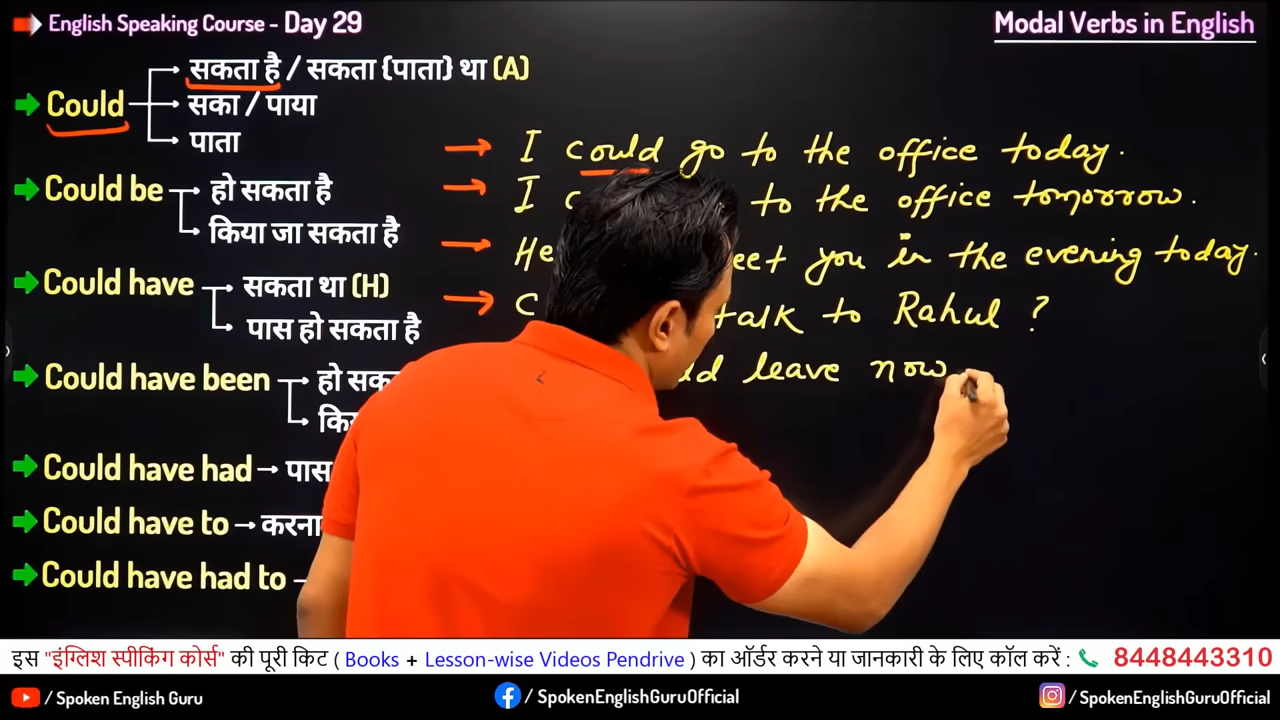 English Speaking Course - Day 29
Modal Verbs in English
Could
सकता है / सकता {पाता} था (A)
सका / पाया
पाता
Could be
हो सकता है
किया जा सकता है
Could have
सकता था (H)
पास हो सकता है
Could have been
हो
Could have had → पास
Could have to → करना
Could have had to –
I could go to the office today.
I to the office tomorrow.
He you in the evening today.
talk to Rahul ?
leave now
इस "इंग्लिश स्पीकिंग कोर्स" की पूरी किट ( Books + Lesson-wise Videos Pendrive ) का ऑर्डर करने या जानकारी के लिए कॉल करें : 8448443310
/ Spoken English Guru
/ SpokenEnglishGuruOfficial
/ SpokenEnglishGuruOfficial